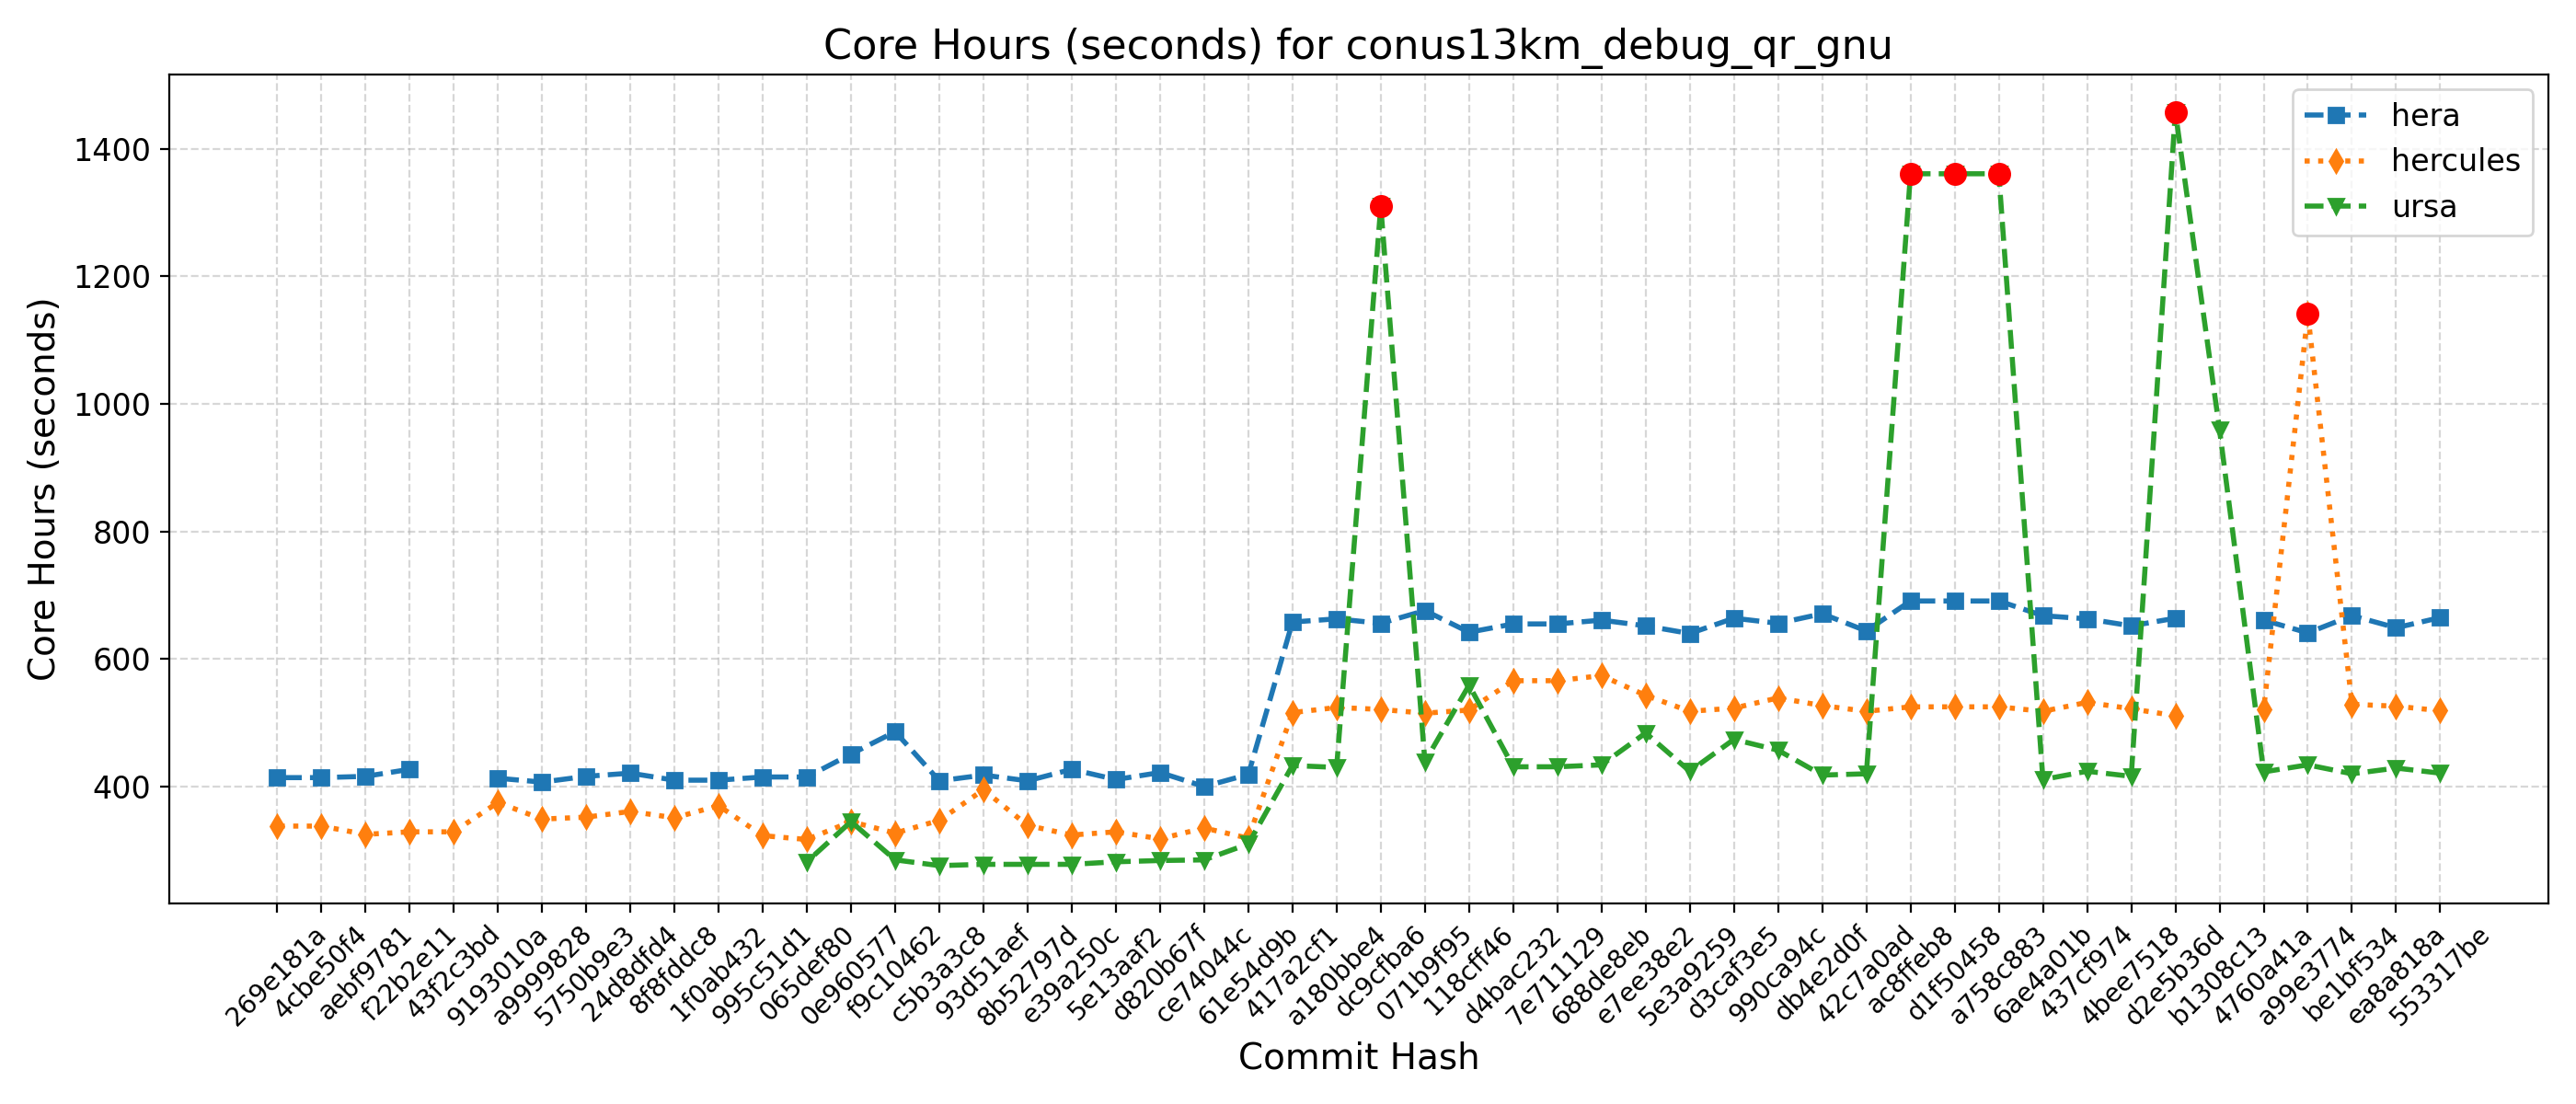 Core Hours (seconds) for conus13km_debug_qr_gnu
Core Hours (seconds)
1400
1200
1000
800
600
400
hera
hercules
ursa
269e181a
4cbe50f4
aebf9781
f22b2e11
43f2c3bd
9193010a
a9999828
5750b9e3
24d8dfd4
8f8fddc8
1f0ab432
995c51d1
065def80
0e960577
f9c10462
c5b3a3c8
93d51aef
8b52797d
e39a250c
5e13aaf2
d820b67f
ce74044c
61e54d9b
417a2cf1
a180bbe4
dc9cfba6
071b9f95
118cff46
d4bac232
7e711129
688de8eb
e7ee38e2
5e3a9259
d3caf3e5
990ca94c
db4e2d0f
42c7a0ad
ac8ffeb8
d1f50458
a758c883
6ae4a01b
437cf974
4bee7518
d2e5b36d
b1308c13
4760a41a
a99e3774
be1bf534
ea8a818a
553317be
Commit Hash